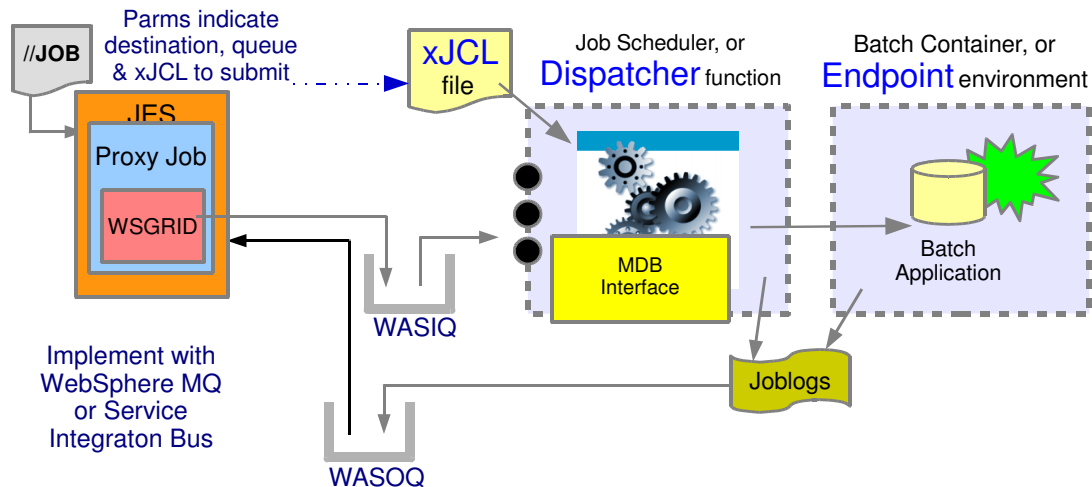 //JOB
Parms indicate
destination, queue
& xJCL to submit
xJCL
file
Job Scheduler, or
Dispatcher function
Batch Container, or
Endpoint environment
JES
Proxy Job
WSGRID
MDB
Interface
Batch
Application
WASIQ
Implement with
WebSphere MQ
or Service
Integraton Bus
Joblogs
WASOQ